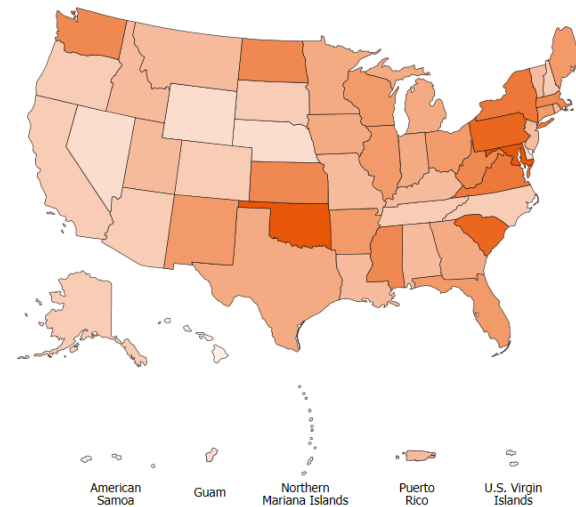 American
Samoa
Guam
Northern
Mariana Islands
Puerto
Rico
U.S. Virgin
Islands